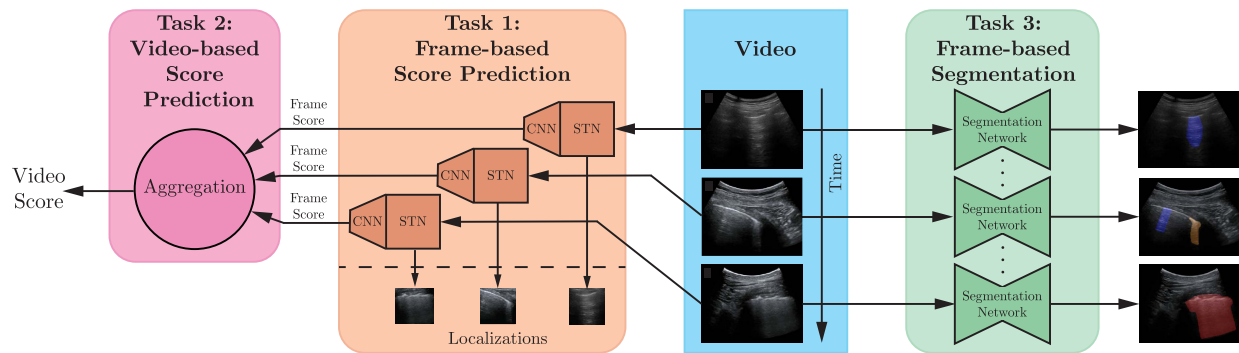 Task 2:
Video-based
Score
Prediction
Frame
Score
Frame
Score
Frame
Score
Aggregation
Video
Score
Task 1:
Frame-based
Score Prediction
CNN
STN
CNN
STN
CNN
STN
Localizations
Video
Time
Task 3:
Frame-based
Segmentation
Segmentation
Network
Segmentation
Network
Segmentation
Network